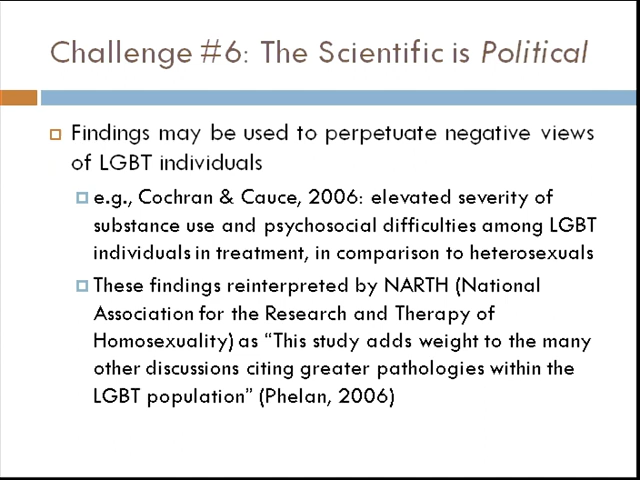 Challenge #6: The Scientific is Political
Findings may be used to perpetuate negative views
of LGBT individuals
e.g., Cochran & Cauce, 2006: elevated severity of
substance use and psychosocial difficulties among LGBT
individuals in treatment, in comparison to heterosexuals
These findings reinterpreted by NARTH (National
Association for the Research and Therapy of
Homosexuality) as “This study adds weight to the many
other discussions citing greater pathologies within the
LGBT population” (Phelan, 2006)